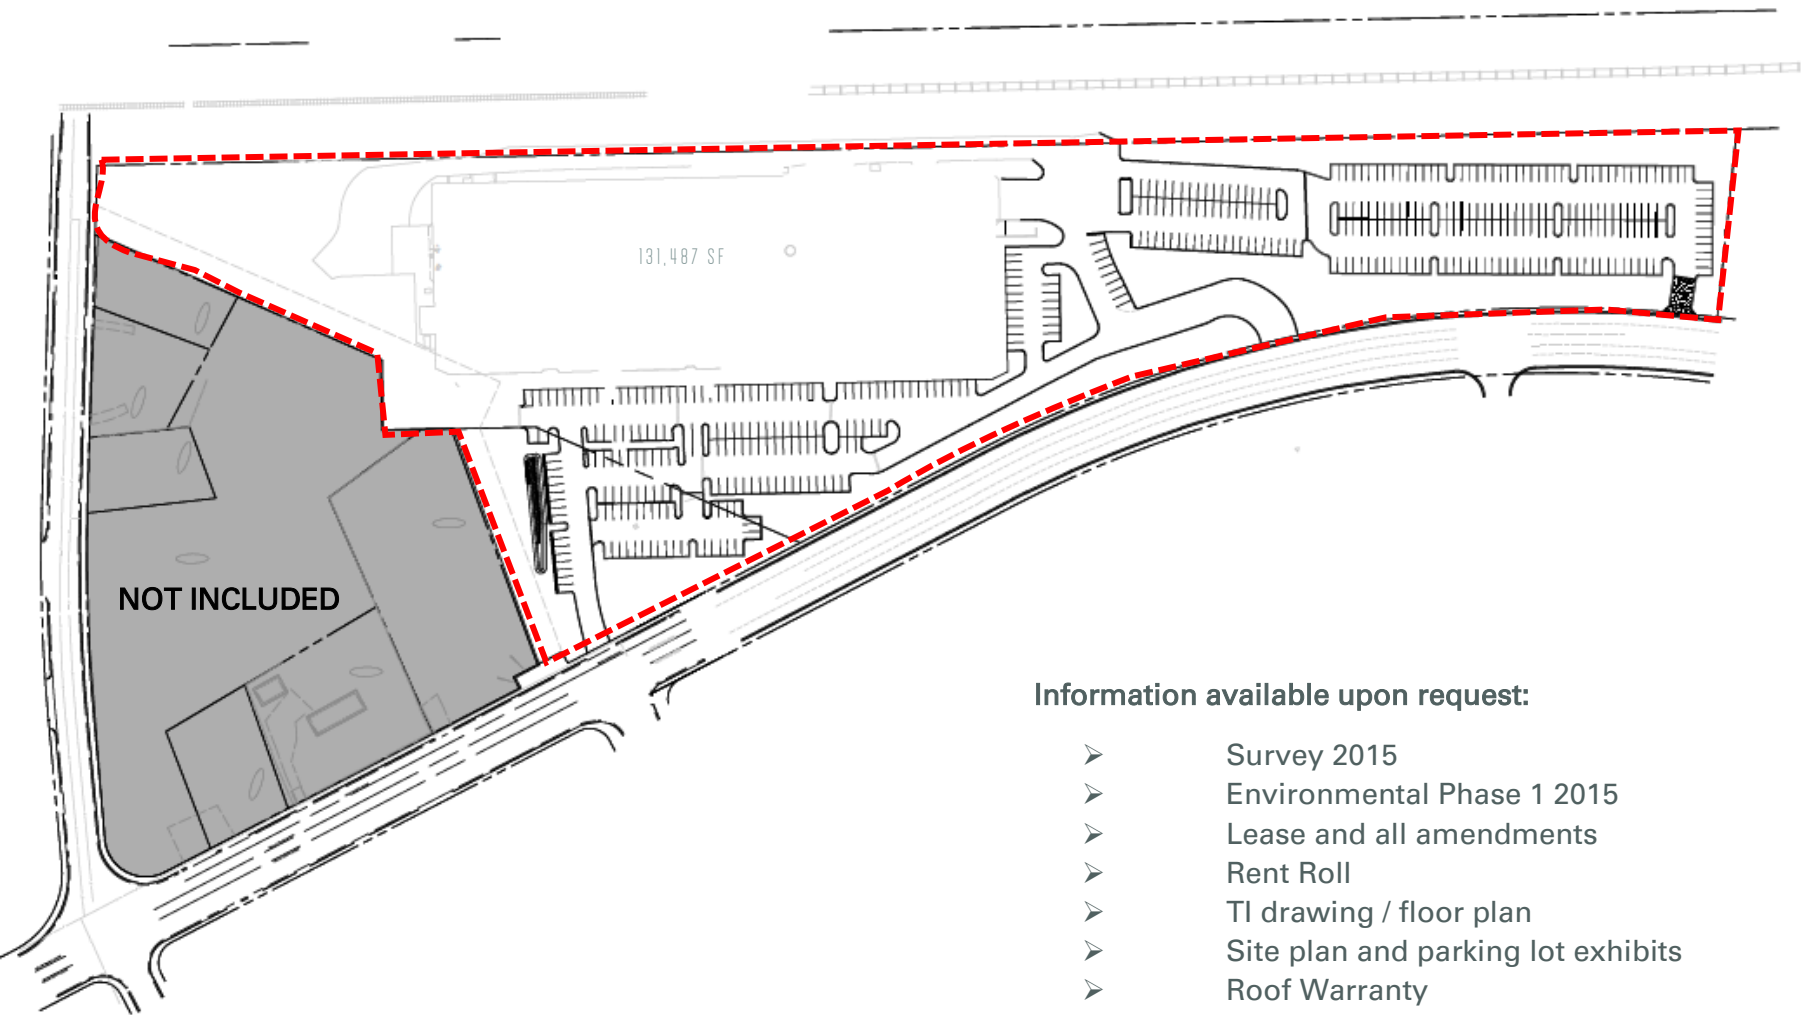 131,487 SF
NOT INCLUDED
Information available upon request:
➢ Survey 2015
➢ Environmental Phase 1 2015
➢ Lease and all amendments
➢ Rent Roll
➢ TI drawing / floor plan
➢ Site plan and parking lot exhibits
➢ Roof Warranty